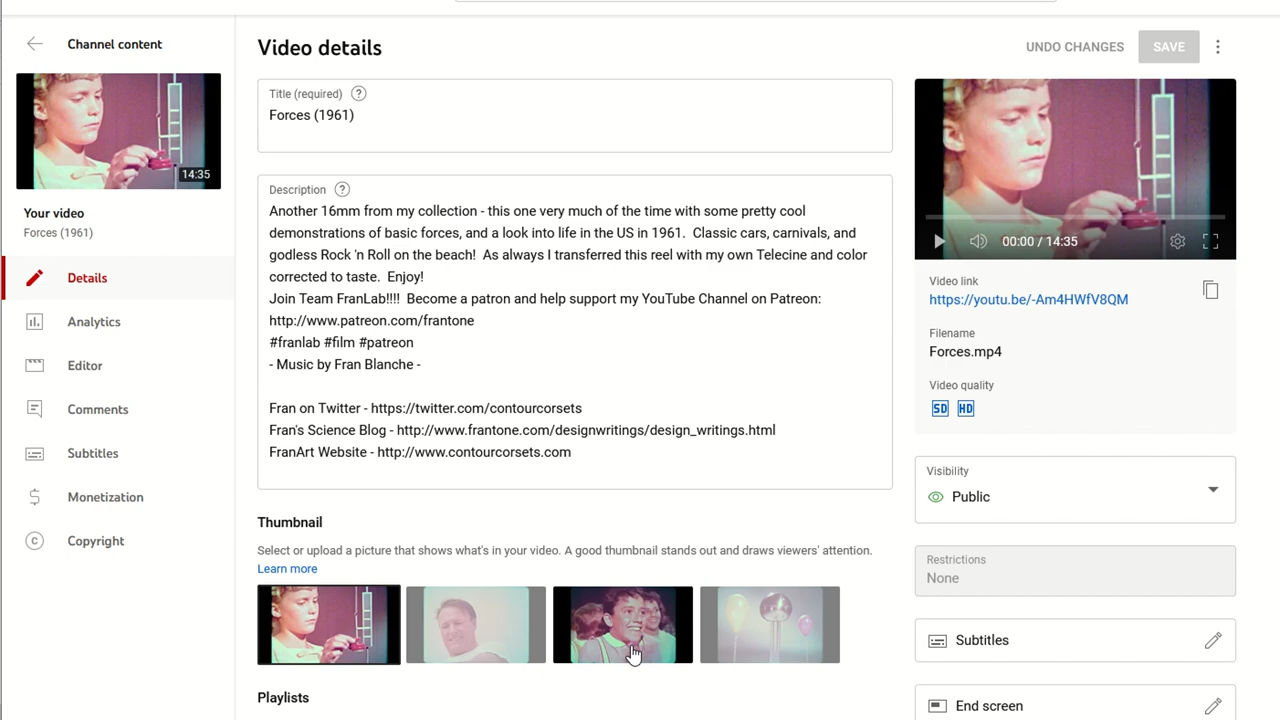 Channel content
14:35
Your video
Forces (1961)
Details
Analytics
Editor
Comments
Subtitles
Monetization
Copyright
Video details
UNDO CHANGES
SAVE
Title (required)
Forces (1961)
Description
Another 16mm from my collection - this one very much of the time with some pretty cool
demonstrations of basic forces, and a look into life in the US in 1961.  Classic cars, carnivals, and
godless Rock 'n Roll on the beach!  As always I transferred this reel with my own Telecine and color
corrected to taste.  Enjoy!
Join Team FranLab!!!!  Become a patron and help support my YouTube Channel on Patreon:
http://www.patreon.com/frantone
#franlab #film #patreon
- Music by Fran Blanche -
Fran on Twitter - https://twitter.com/contourcorsets
Fran's Science Blog - http://www.frantone.com/designwritings/design_writings.html
FranArt Website - http://www.contourcorsets.com
Thumbnail
Select or upload a picture that shows what's in your video. A good thumbnail stands out and draws viewers' attention.
Learn more
Playlists
00:00 / 14:35
Video link
https://youtu.be/-Am4HWfV8QM
Filename
Forces.mp4
Video quality
SD HD
Visibility
Public
Restrictions
None
Subtitles
End screen